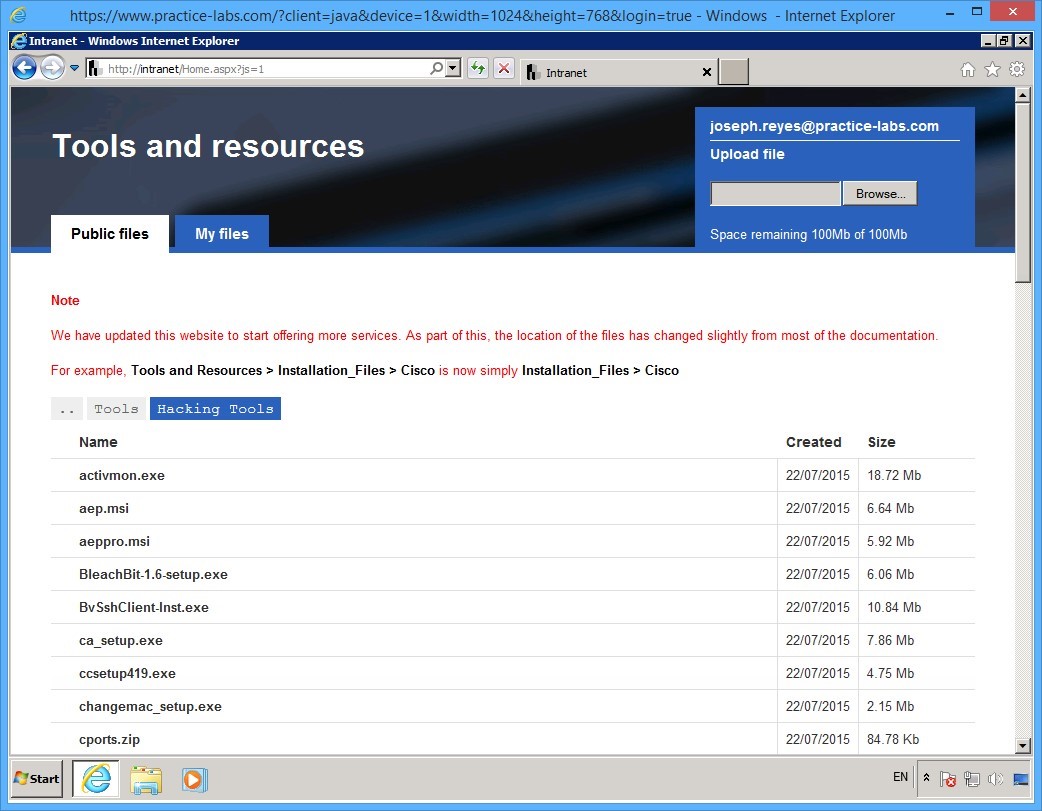 https://www.practice-labs.com/?client=java&device=1&width=1024&height=768&login=true - Windows - Internet Explorer
Intranet - Windows Internet Explorer
http://intranet/Home.aspx?js=1
Intranet
Tools and resources
joseph.reyes@practice-labs.com
Upload file
Browse...
Space remaining 100Mb of 100Mb
Public files
My files
Note
We have updated this website to start offering more services. As part of this, the location of the files has changed slightly from most of the documentation.
For example, Tools and Resources > Installation_Files > Cisco is now simply Installation_Files > Cisco
.. Tools Hacking Tools
Name Created Size
activmon.exe 22/07/2015 18.72 Mb
aep.msi 22/07/2015 6.64 Mb
aeppro.msi 22/07/2015 5.92 Mb
BleachBit-1.6-setup.exe 22/07/2015 6.06 Mb
BvSshClient-Inst.exe 22/07/2015 10.84 Mb
ca_setup.exe 22/07/2015 7.86 Mb
ccsetup419.exe 22/07/2015 4.75 Mb
changemac_setup.exe 22/07/2015 2.15 Mb
cports.zip 22/07/2015 84.78 Kb
Start
EN